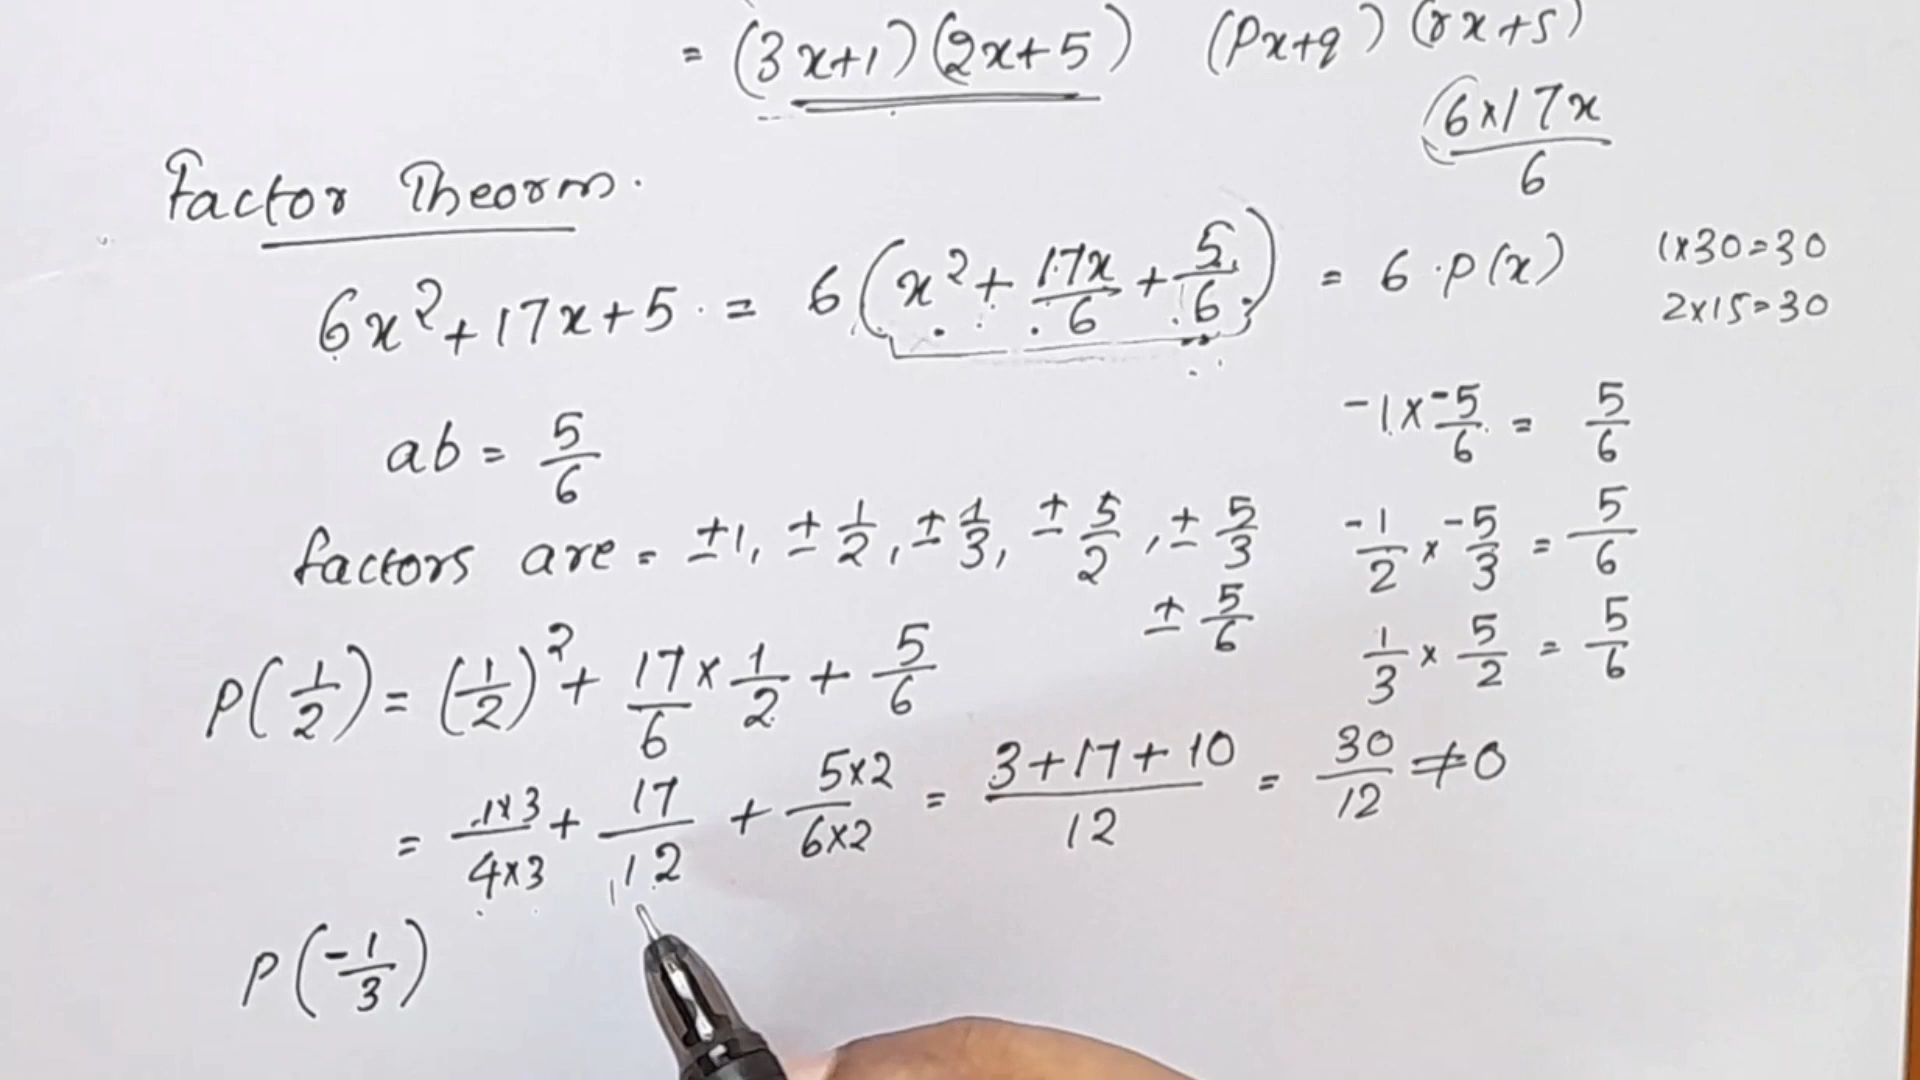 = (3x+1)(2x+5) (Px+q)(rx+s)
6×17x/6
Factor Theorm.
6x²+17x+5 = 6(x²+17x/6+5/6) = 6·P(x)
1×30=30
2×15=30
ab = 5/6
-1×-5/6 = 5/6
factors are = ±1, ±1/2, ±1/3, ±5/2, ±5/3
±5/6
-1/2×-5/3 = 5/6
1/3×5/2 = 5/6
P(1/2) = (1/2)²+17/6×1/2+5/6
= 1×3/4×3+17/12+5×2/6×2 = 3+17+10/12 = 30/12≠0
P(-1/3)